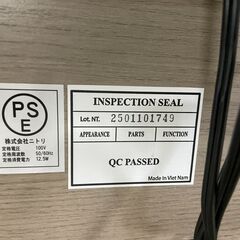 PS
E
株式会社ニトリ
定格電圧 100V
定格周波数 50/60Hz
定格消費電力 12.5W
INSPECTION SEAL
Lot. NT. 2501101749
APPEARANCE PARTS FUNCTION
QC PASSED
Made in Viet Nam